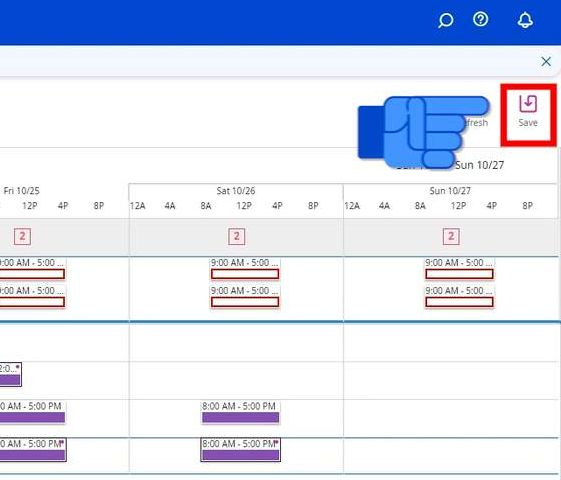 Save
Sun 10/27
Fri 10/25 Sat 10/26 Sun 10/27
12P 4P 8P 12A 4A 8A 12P 4P 8P 12A 4A 8A 12P 4P 8P
2 2 2
:00 AM - 5:00 ... 9:00 AM - 5:00 ... 9:00 AM - 5:00 ...
:00 AM - 5:00 ... 9:00 AM - 5:00 ... 9:00 AM - 5:00 ...
2:0...*
0 AM - 5:00 PM 8:00 AM - 5:00 PM
0 AM - 5:00 PM* 8:00 AM - 5:00 PM*